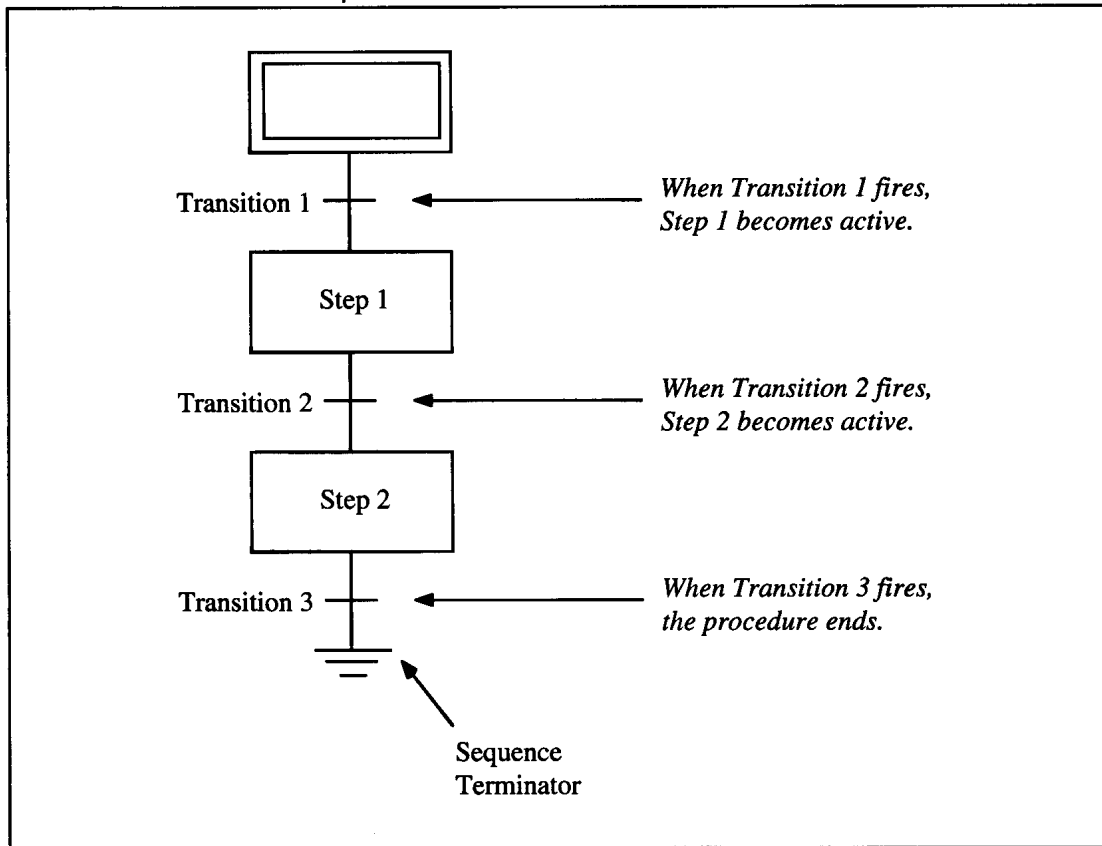 Transition 1
When Transition 1 fires,
Step 1 becomes active.
Step 1
Transition 2
When Transition 2 fires,
Step 2 becomes active.
Step 2
Transition 3
When Transition 3 fires,
the procedure ends.
Sequence
Terminator